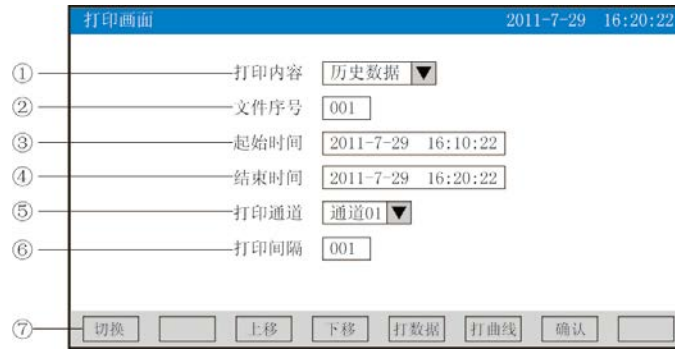 打印画面 2011-7-29 16:20:22
① 打印内容 历史数据 ▼
② 文件序号 001
③ 起始时间 2011-7-29 16:10:22
④ 结束时间 2011-7-29 16:20:22
⑤ 打印通道 通道01 ▼
⑥ 打印间隔 001
⑦ 切换 上移 下移 打数据 打曲线 确认